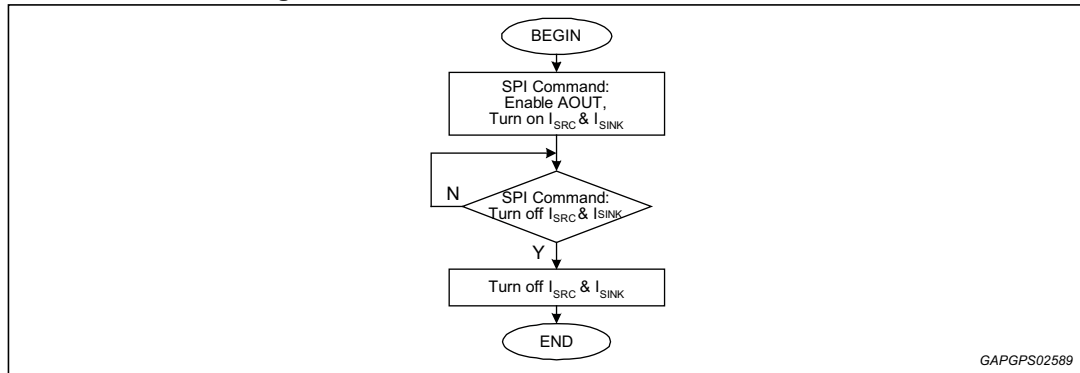 BEGIN
SPI Command:
Enable AOUT,
Turn on ISRC & ISINK
N
SPI Command:
Turn off ISRC & ISINK
Y
Turn off ISRC & ISINK
END
GAPGPS02589